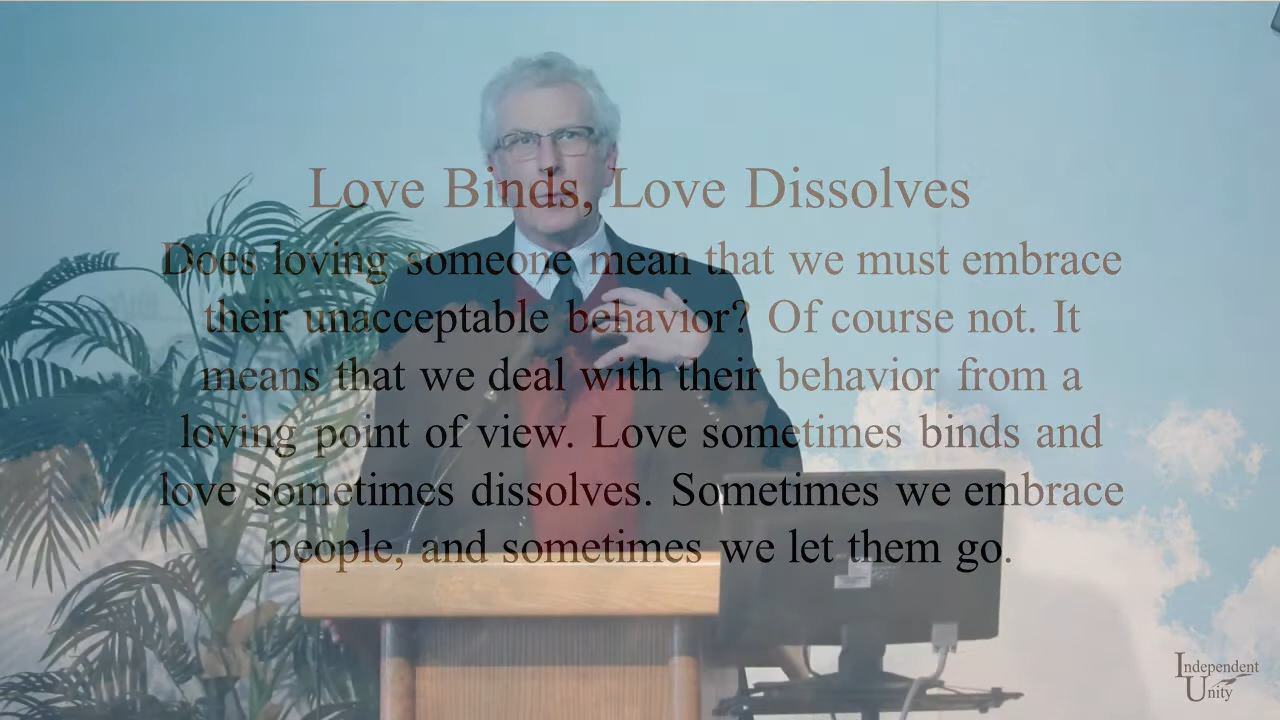 Love Binds, Love Dissolves
Does loving someone mean that we must embrace
their unacceptable behavior? Of course not. It
means that we deal with their behavior from a
loving point of view. Love sometimes binds and
love sometimes dissolves. Sometimes we embrace
people, and sometimes we let them go.
Independent
Unity